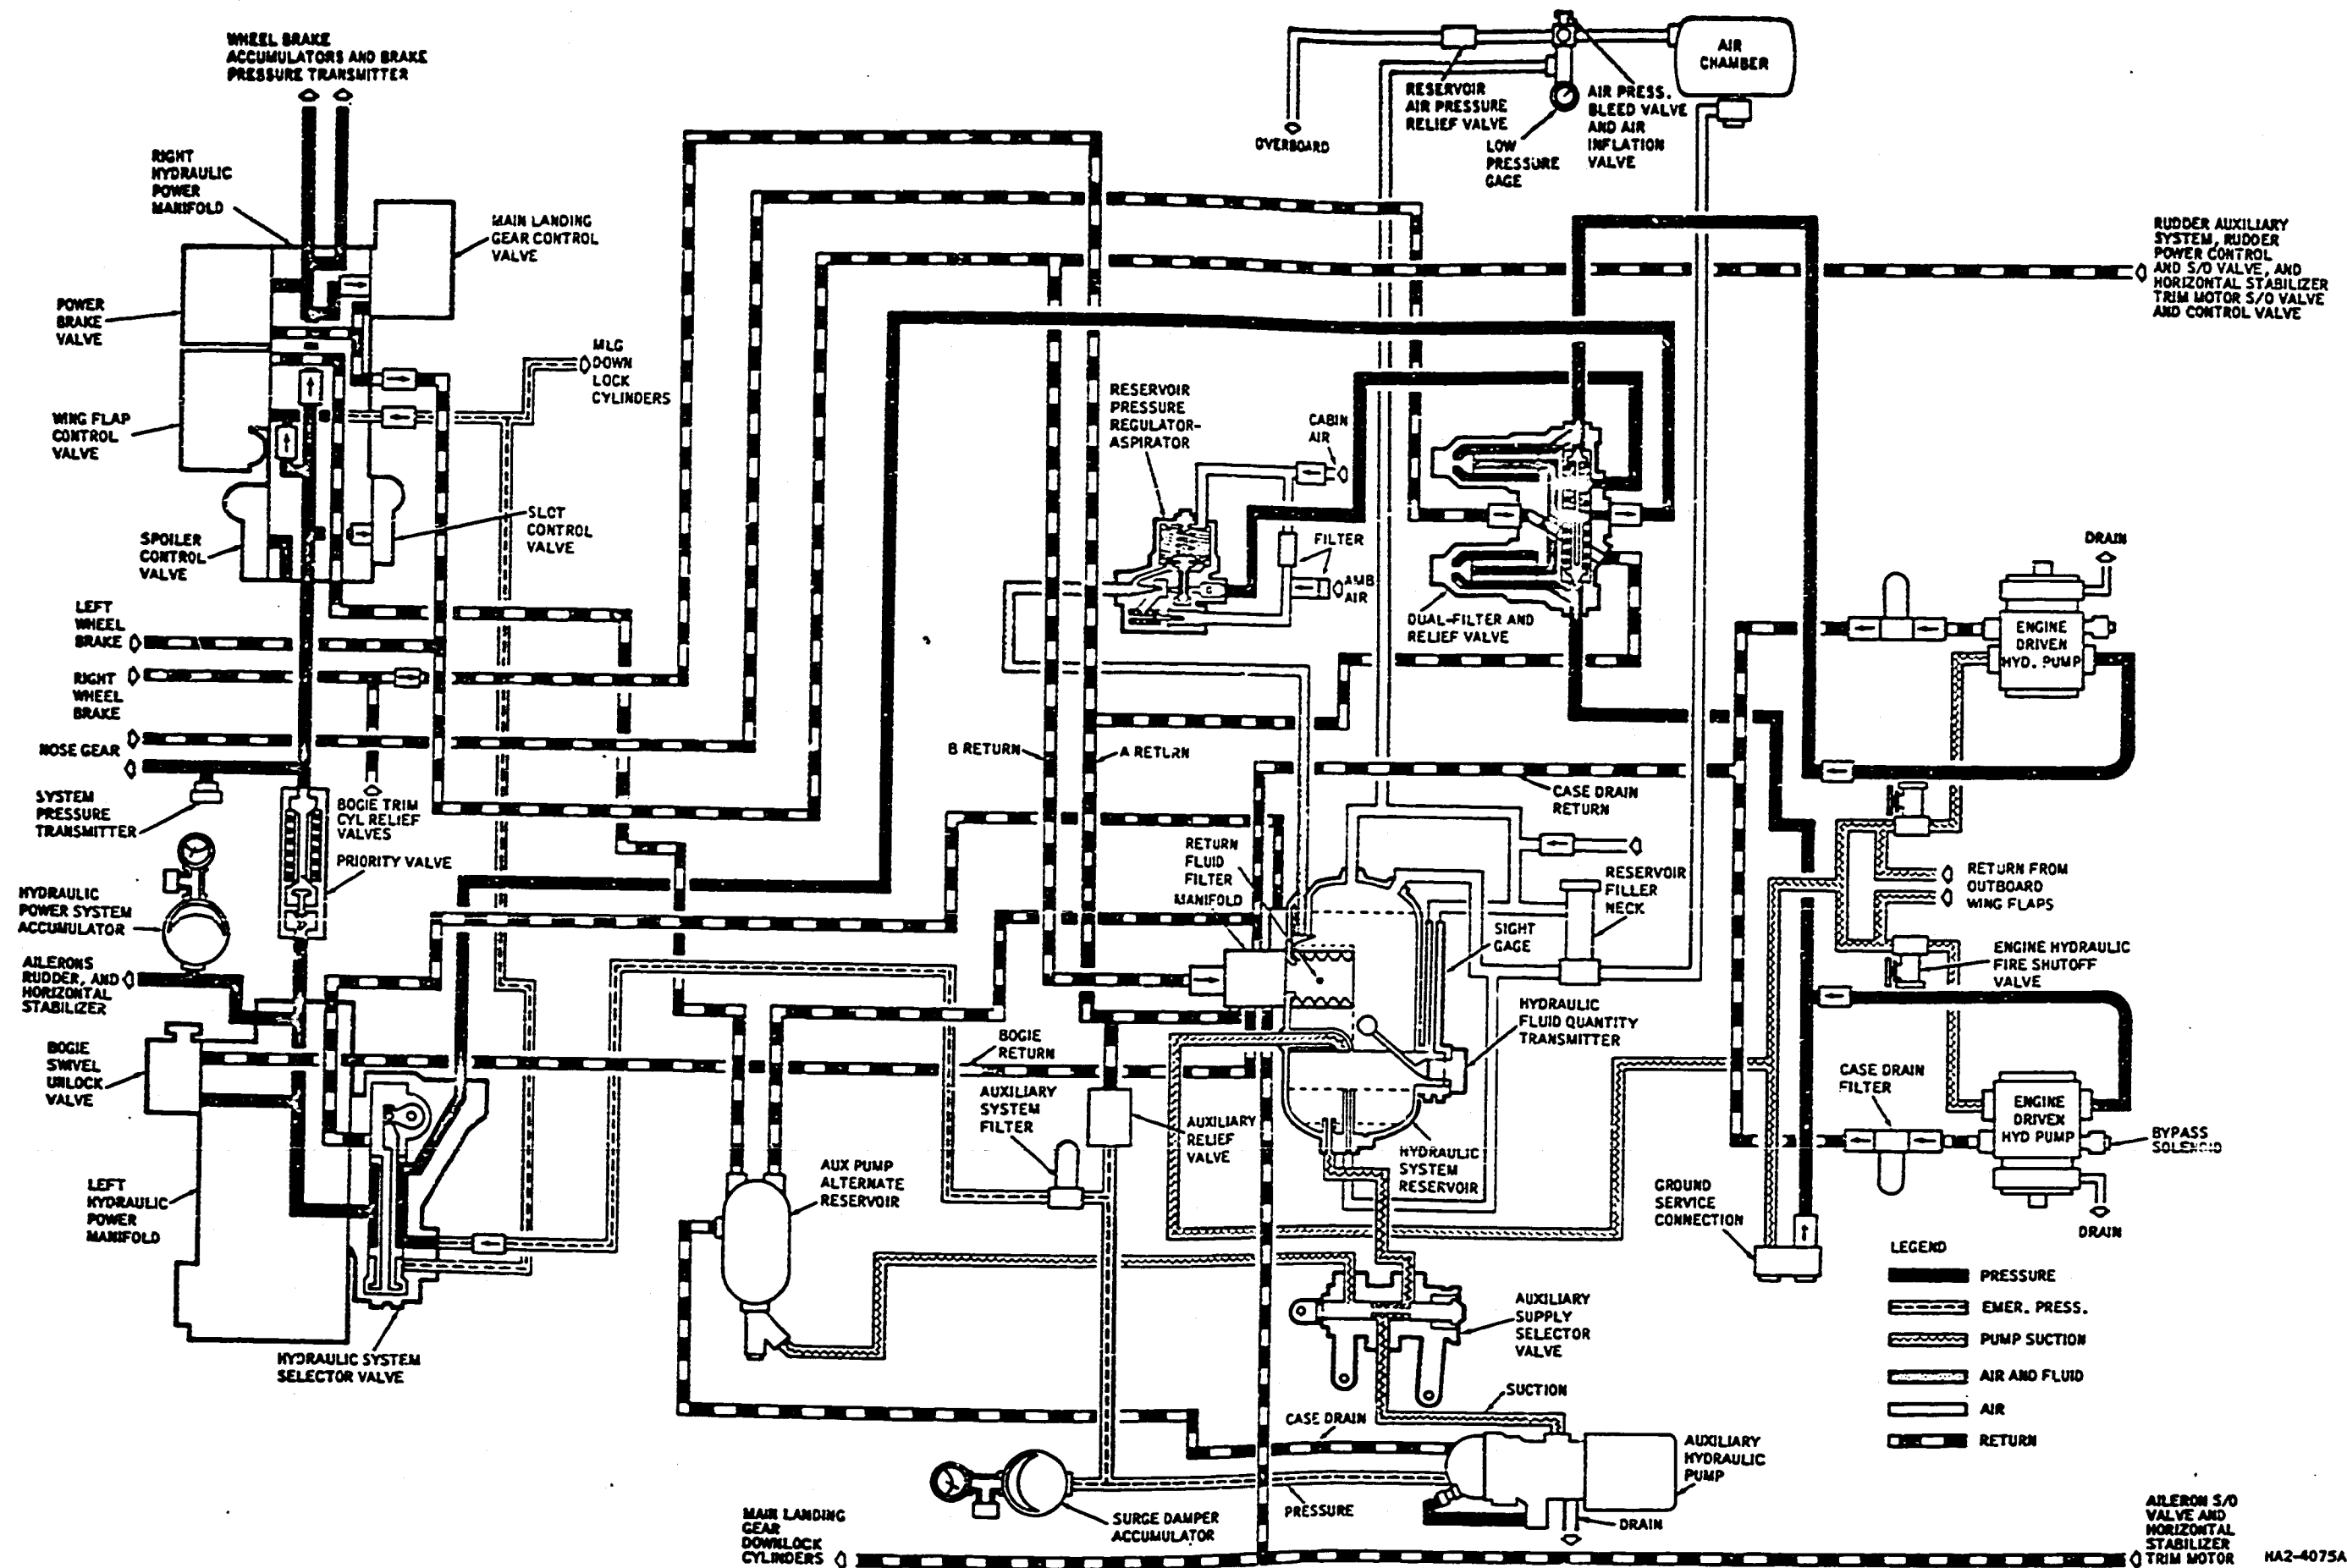 WHEEL BRAKE
ACCUMULATORS AND BRAKE
PRESSURE TRANSMITTER
RIGHT
HYDRAULIC
POWER
MANIFOLD
MAIN LANDING
GEAR CONTROL
VALVE
POWER
BRAKE
VALVE
MLG
DOWN
LOCK
CYLINDERS
WING FLAP
CONTROL
VALVE
SPOILER
CONTROL
VALVE
SLOT
CONTROL
VALVE
LEFT
WHEEL
BRAKE
RIGHT
WHEEL
BRAKE
NOSE GEAR
SYSTEM
PRESSURE
TRANSMITTER
BOGIE TRIM
CYL RELIEF
VALVES
PRIORITY VALVE
HYDRAULIC
POWER SYSTEM
ACCUMULATOR
AILERONS
RUDDER, AND
HORIZONTAL
STABILIZER
BOGIE
SWIVEL
UNLOCK
VALVE
LEFT
HYDRAULIC
POWER
MANIFOLD
HYDRAULIC SYSTEM
SELECTOR VALVE
AIR
CHAMBER
RESERVOIR
AIR PRESSURE
RELIEF VALVE
AIR PRESS.
BLEED VALVE
AND AIR
INFLATION
VALVE
OVERBOARD
LOW
PRESSURE
GAGE
RUDDER AUXILIARY
SYSTEM, RUDDER
POWER CONTROL
AND S/O VALVE, AND
HORIZONTAL STABILIZER
TRIM MOTOR S/O VALVE
AND CONTROL VALVE
RESERVOIR
PRESSURE
REGULATOR-
ASPIRATOR
CABIN
AIR
FILTER
AMB
AIR
DUAL-FILTER AND
RELIEF VALVE
DRAIN
ENGINE
DRIVEN
HYD. PUMP
B RETURN
A RETURN
CASE DRAIN
RETURN
RETURN
FLUID
FILTER
MANIFOLD
RESERVOIR
FILLER
NECK
SIGHT
GAGE
RETURN FROM
OUTBOARD
WING FLAPS
ENGINE HYDRAULIC
FIRE SHUTOFF
VALVE
HYDRAULIC
FLUID QUANTITY
TRANSMITTER
BOGIE
RETURN
AUXILIARY
SYSTEM
FILTER
AUXILIARY
RELIEF
VALVE
HYDRAULIC
SYSTEM
RESERVOIR
CASE DRAIN
FILTER
ENGINE
DRIVEN
HYD PUMP
BYPASS
SOLENOID
DRAIN
AUX PUMP
ALTERNATE
RESERVOIR
GROUND
SERVICE
CONNECTION
AUXILIARY
SUPPLY
SELECTOR
VALVE
SUCTION
CASE DRAIN
AUXILIARY
HYDRAULIC
PUMP
PRESSURE
DRAIN
SURGE DAMPER
ACCUMULATOR
MAIN LANDING
GEAR
DOWNLOCK
CYLINDERS
LEGEND
PRESSURE
EMER. PRESS.
PUMP SUCTION
AIR AND FLUID
AIR
RETURN
AILERON S/O
VALVE AND
HORIZONTAL
STABILIZER
TRIM MOTOR
HA2-4075A